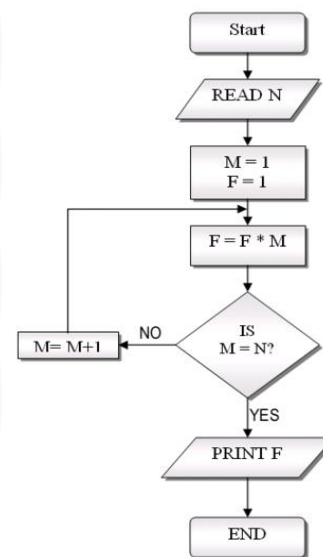 Start
READ N
M = 1
F = 1
F = F * M
IS
M = N?
NO
M= M+1
YES
PRINT F
END